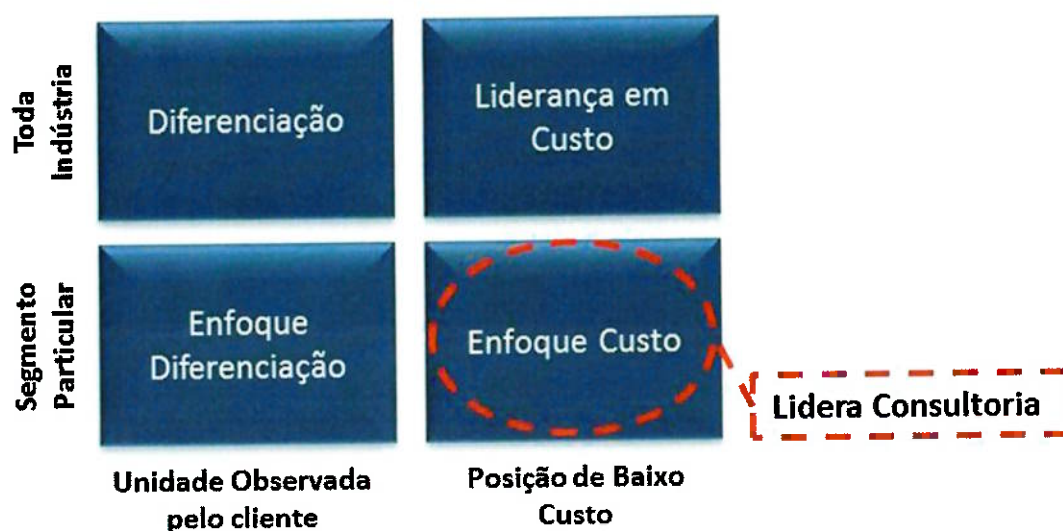 Toda
Indústria
Diferenciação
Liderança em
Custo
Segmento
Particular
Enfoque
Diferenciação
Enfoque Custo
Lidera Consultoria
Unidade Observada
pelo cliente
Posição de Baixo
Custo